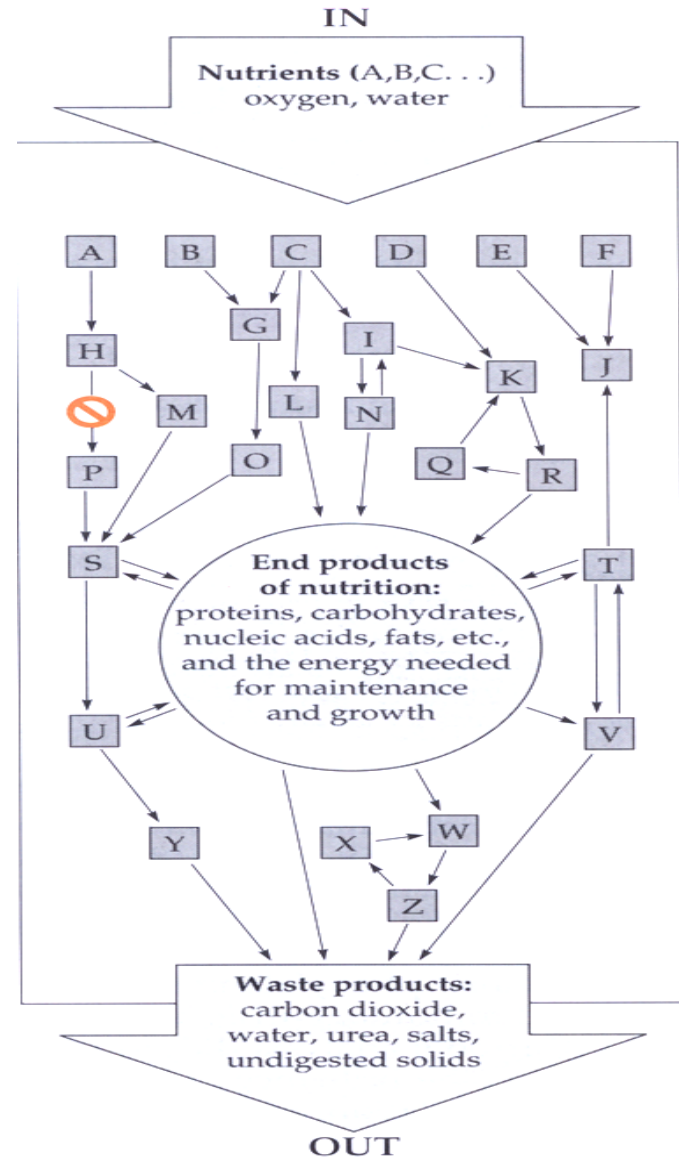 IN
Nutrients (A,B,C. . .)
oxygen, water
A
B
C
D
E
F
G
H
I
J
K
L
M
N
O
P
Q
R
S
T
End products
of nutrition:
proteins, carbohydrates,
nucleic acids, fats, etc.,
and the energy needed
for maintenance
and growth
U
V
W
X
Y
Z
Waste products:
carbon dioxide,
water, urea, salts,
undigested solids
OUT